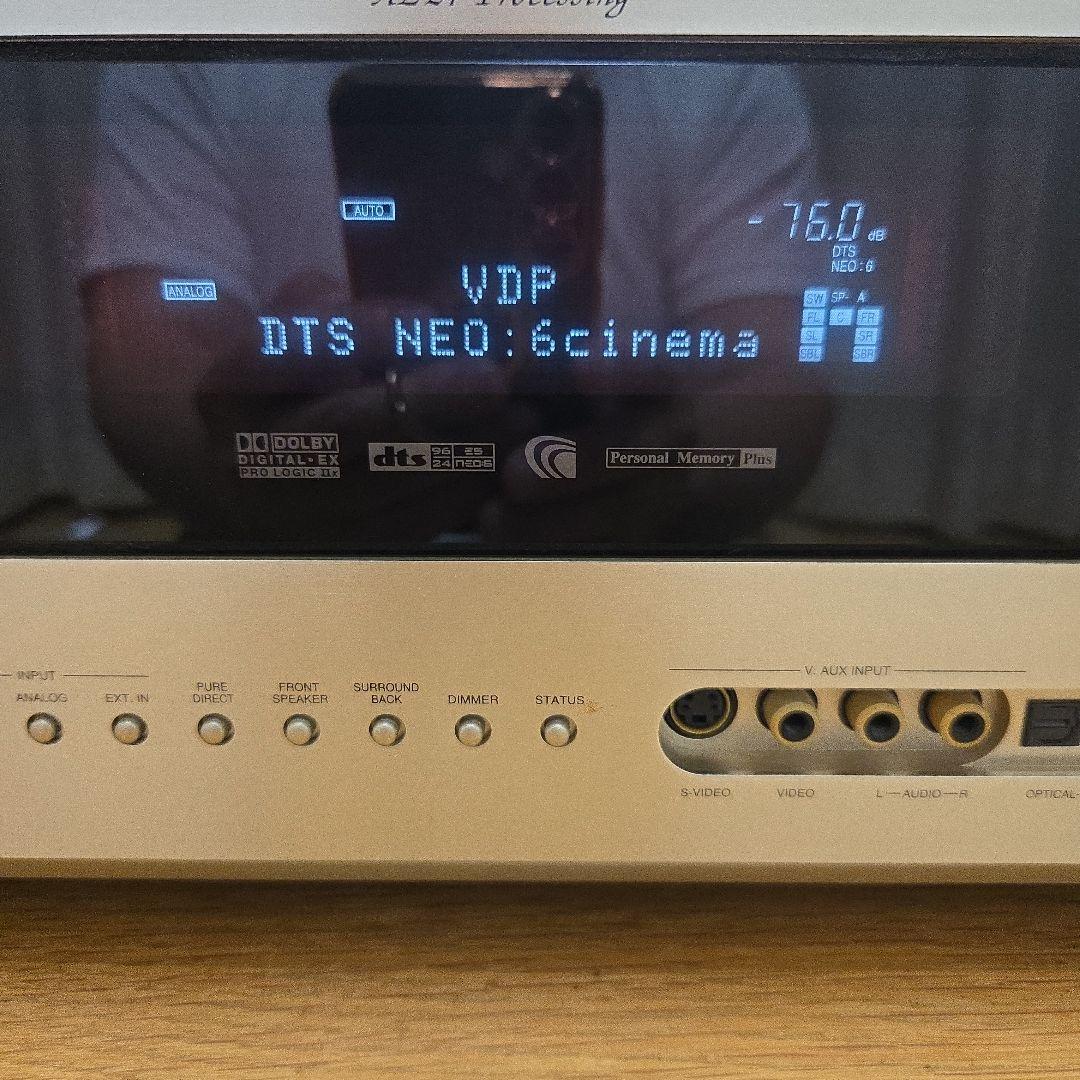 Processing
AUTO
-76.0 dB
DTS
NEO:6
ANALOG
VDP
DTS NEO:6cinema
SW SP- A
FL C FR
SL SR
SBL SBR
DOLBY
DIGITAL·EX
PRO LOGIC IIx
dts 96 ES
24 NEO:6
Personal Memory Plus
INPUT
ANALOG
EXT. IN
PURE
DIRECT
FRONT
SPEAKER
SURROUND
BACK
DIMMER
STATUS
V. AUX INPUT
S-VIDEO
VIDEO
L AUDIO R
OPTICAL